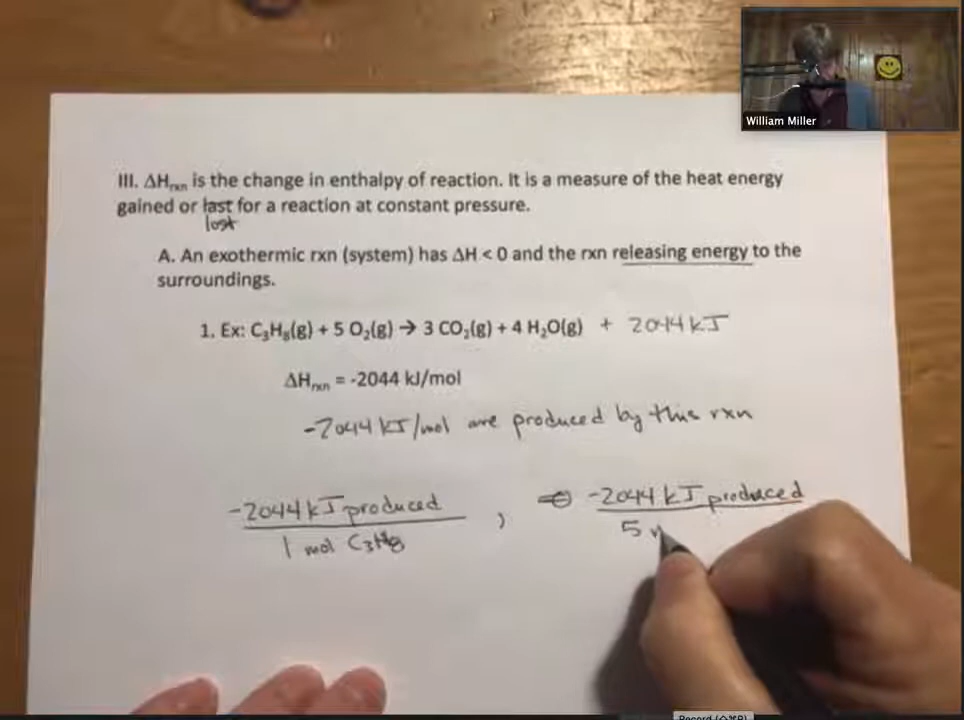 William Miller
III. ΔHrxn is the change in enthalpy of reaction. It is a measure of the heat energy
gained or last for a reaction at constant pressure.
lost
A. An exothermic rxn (system) has ΔH < 0 and the rxn releasing energy to the
surroundings.
1. Ex: C₃H₈(g) + 5 O₂(g) → 3 CO₂(g) + 4 H₂O(g) + 2044 kJ
ΔHrxn = -2044 kJ/mol
-2044 kJ/mol are produced by this rxn
-2044 kJ produced , -2044 kJ produced
1 mol C₃H₈ 5